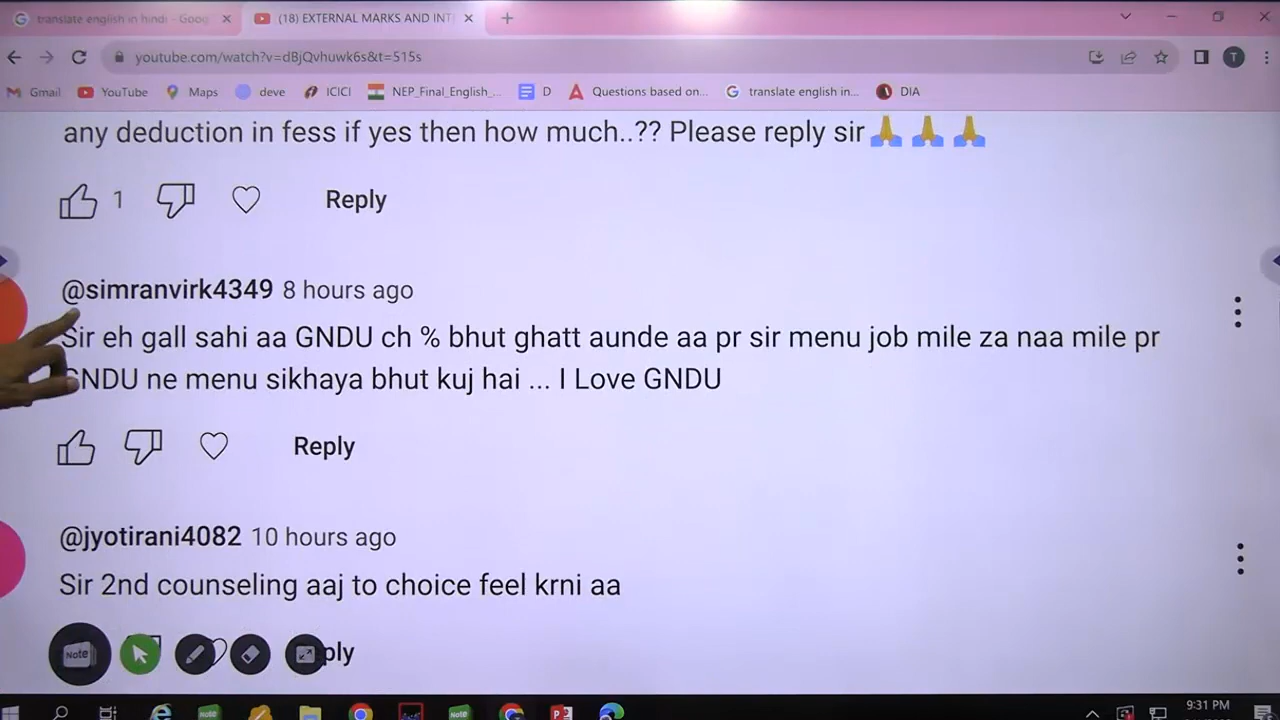 translate english in hindi - Goog
(18) EXTERNAL MARKS AND INT
youtube.com/watch?v=dBjQvhuwk6s&t=515s
T
Gmail YouTube Maps deve ICICI NEP_Final_English_... D Questions based on... translate english in... DIA
any deduction in fess if yes then how much..?? Please reply sir🙏🙏🙏
1 Reply
@simranvirk4349 8 hours ago
Sir eh gall sahi aa GNDU ch % bhut ghatt aunde aa pr sir menu job mile za naa mile pr
GNDU ne menu sikhaya bhut kuj hai ... I Love GNDU
Reply
@jyotirani4082 10 hours ago
Sir 2nd counseling aaj to choice feel krni aa
Note
ply
9:31 PM